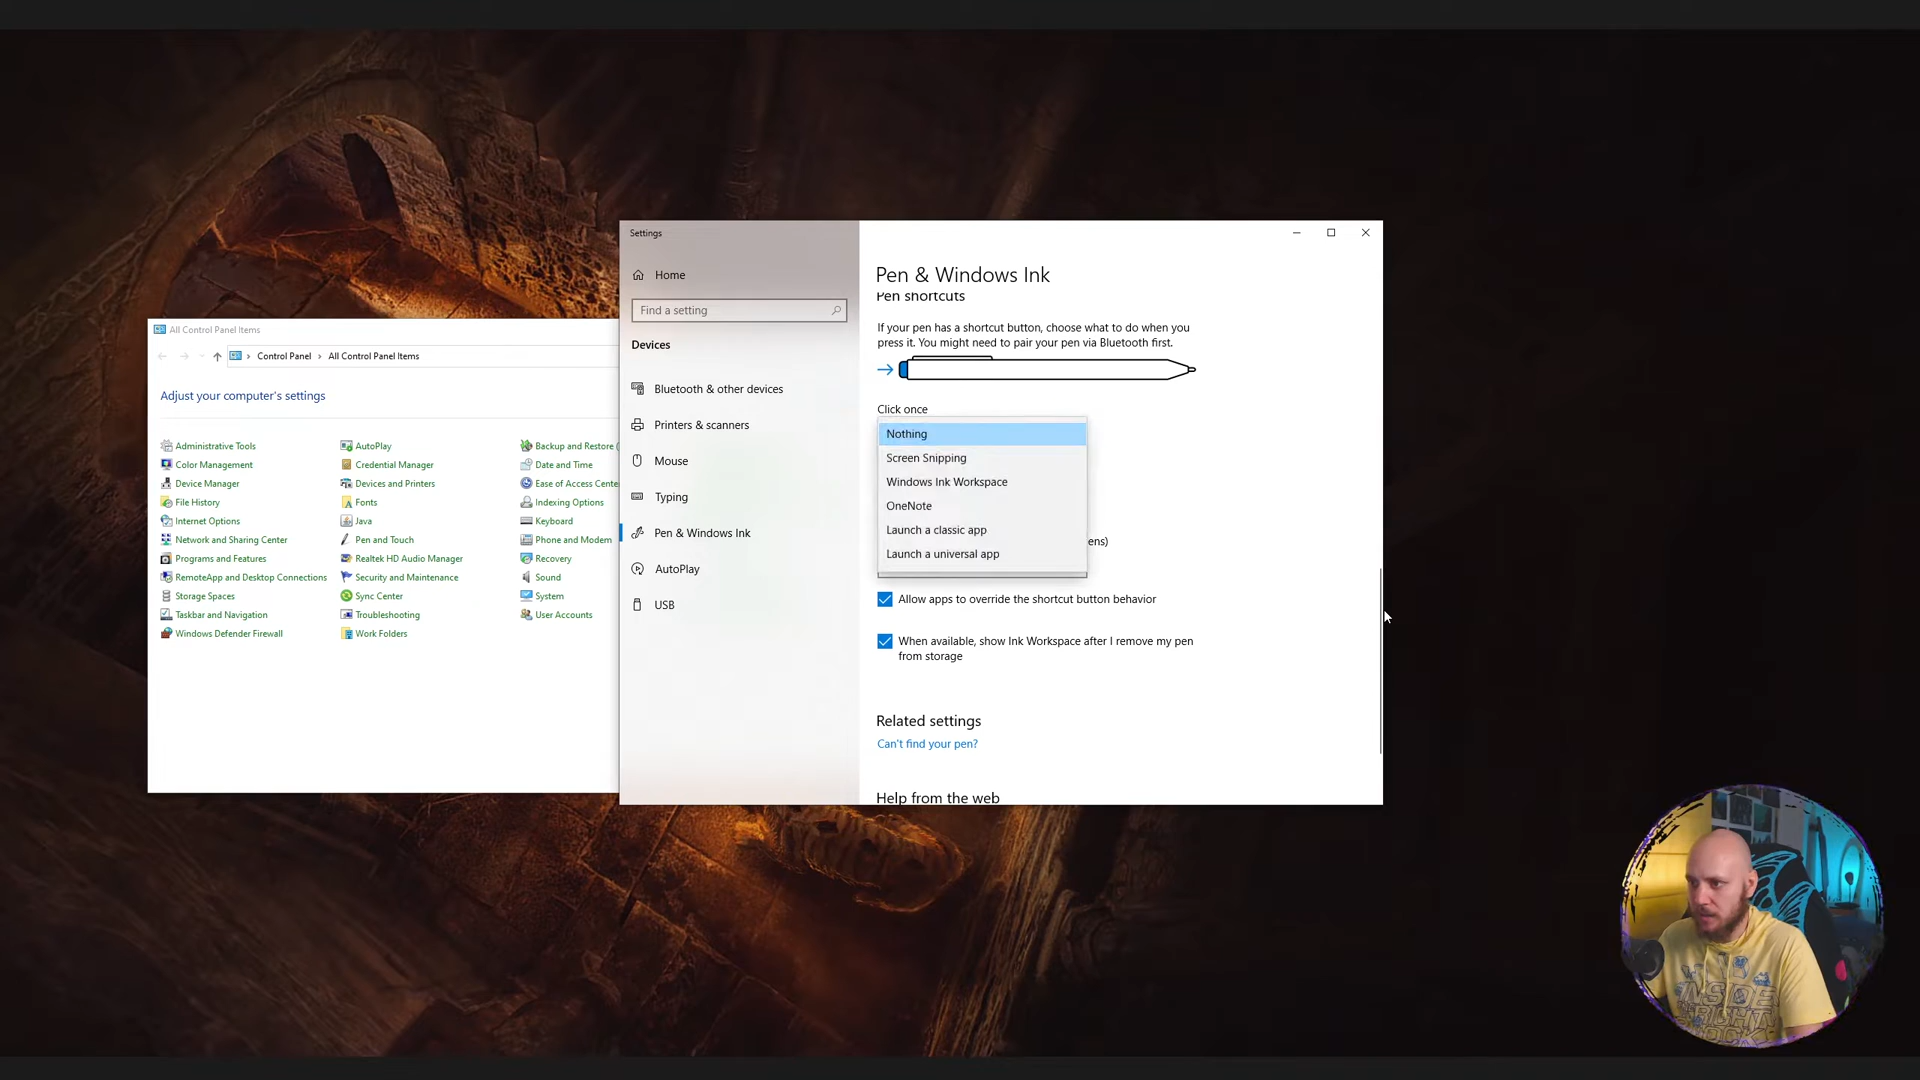 Settings
Home
Find a setting
Devices
Bluetooth & other devices
Printers & scanners
Mouse
Typing
Pen & Windows Ink
AutoPlay
USB
Pen & Windows Ink
Pen shortcuts
If your pen has a shortcut button, choose what to do when you
press it. You might need to pair your pen via Bluetooth first.
Click once
Nothing
Screen Snipping
Windows Ink Workspace
OneNote
Launch a classic app
Launch a universal app
ens)
Allow apps to override the shortcut button behavior
When available, show Ink Workspace after I remove my pen
from storage
Related settings
Can't find your pen?
Help from the web
All Control Panel Items
Control Panel › All Control Panel Items
Adjust your computer's settings
Administrative Tools
Color Management
Device Manager
File History
Internet Options
Network and Sharing Center
Programs and Features
RemoteApp and Desktop Connections
Storage Spaces
Taskbar and Navigation
Windows Defender Firewall
AutoPlay
Credential Manager
Devices and Printers
Fonts
Java
Pen and Touch
Realtek HD Audio Manager
Security and Maintenance
Sync Center
Troubleshooting
Work Folders
Backup and Restore (
Date and Time
Ease of Access Cente
Indexing Options
Keyboard
Phone and Modem
Recovery
Sound
System
User Accounts